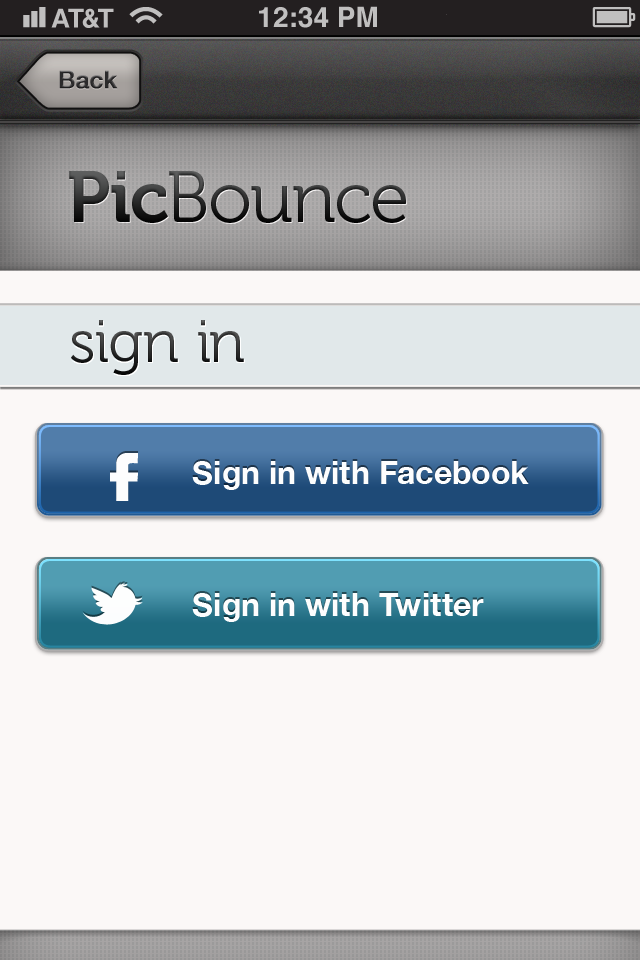 AT&T 12:34 PM
Back
PicBounce
sign in
Sign in with Facebook
Sign in with Twitter